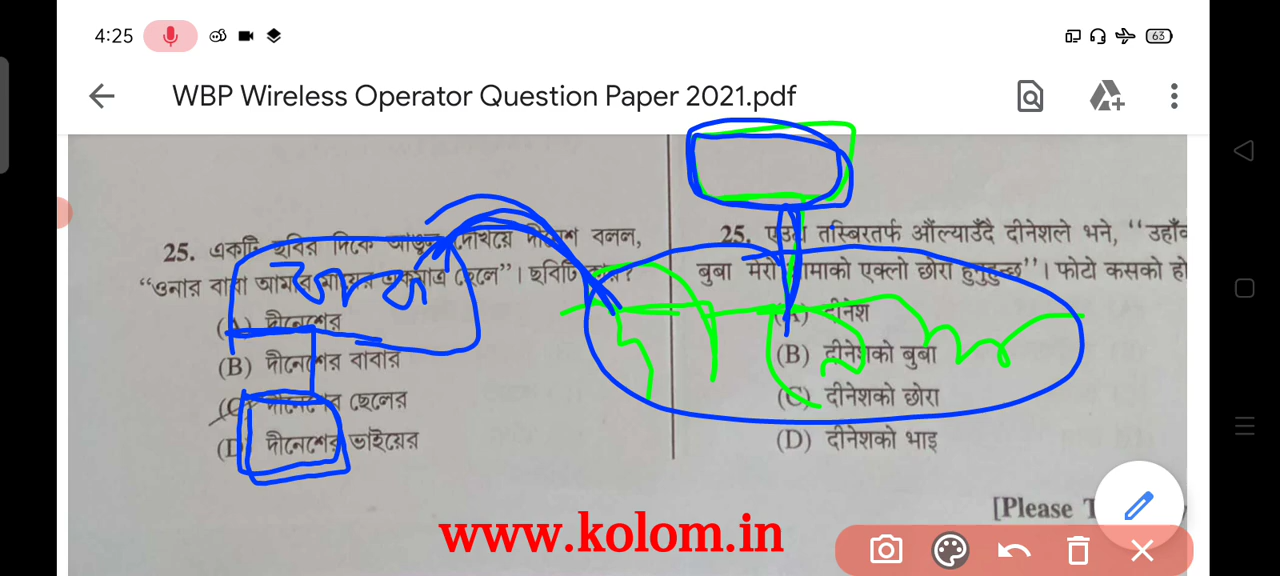 4:25
63
WBP Wireless Operator Question Paper 2021.pdf
25. একটি ছবির দিকে আঙুল দেখিয়ে দীনেশ বলল,
“ওনার বাবা আমার মায়ের একমাত্র ছেলে”। ছবিটি কার?
(A) দীনেশের
(B) দীনেশের বাবার
(C) দীনেশের ছেলের
(D) দীনেশের ভাইয়ের
25. एउटा तस्बिरतर्फ औंल्याउँदै दीनेशले भने, “उहाँक
बुबा मेरो आमाको एक्लो छोरा हुनुहुन्छ”। फोटो कसको हो
(A) दीनेश
(B) दीनेशको बुबा
(C) दीनेशको छोरा
(D) दीनेशको भाइ
[Please T
www.kolom.in